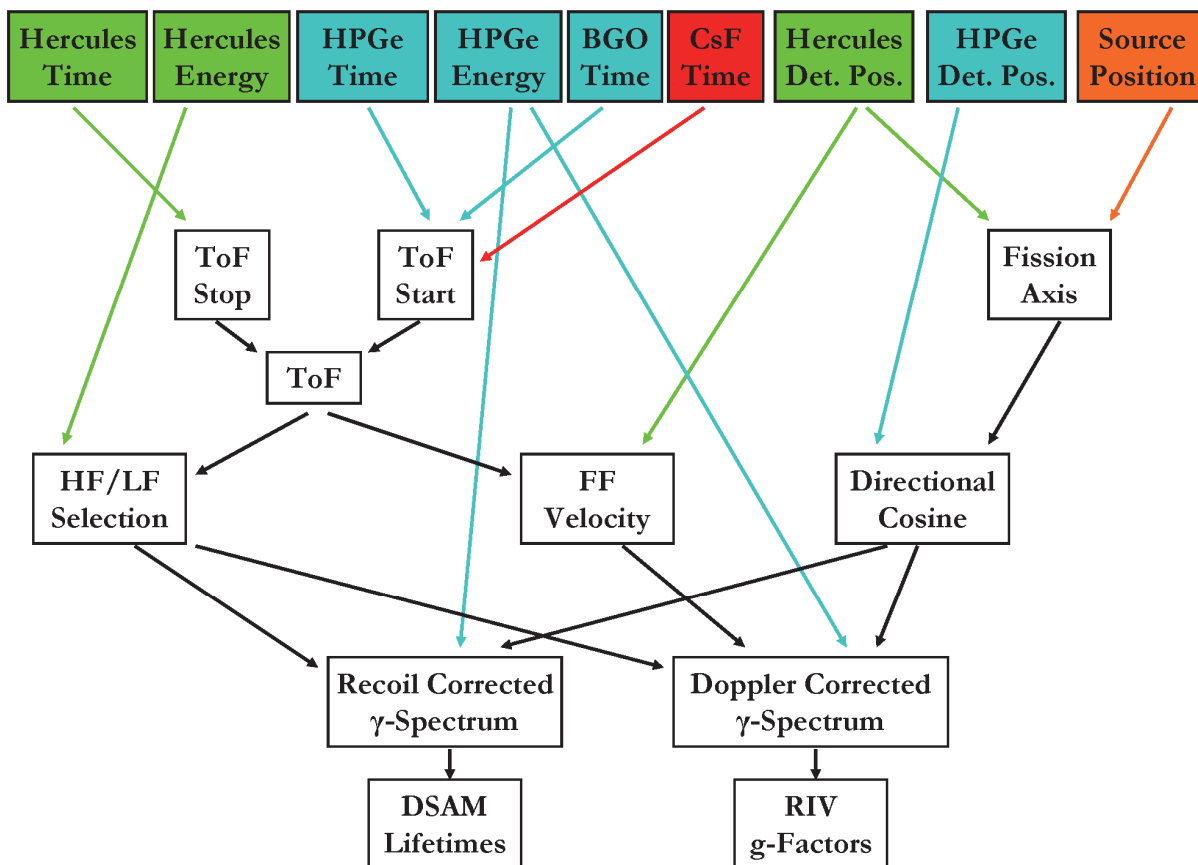 Hercules
Time
Hercules
Energy
HPGe
Time
HPGe
Energy
BGO
Time
CsF
Time
Hercules
Det. Pos.
HPGe
Det. Pos.
Source
Position
ToF
Stop
ToF
Start
Fission
Axis
ToF
HF/LF
Selection
FF
Velocity
Directional
Cosine
Recoil Corrected
γ-Spectrum
Doppler Corrected
γ-Spectrum
DSAM
Lifetimes
RIV
g-Factors